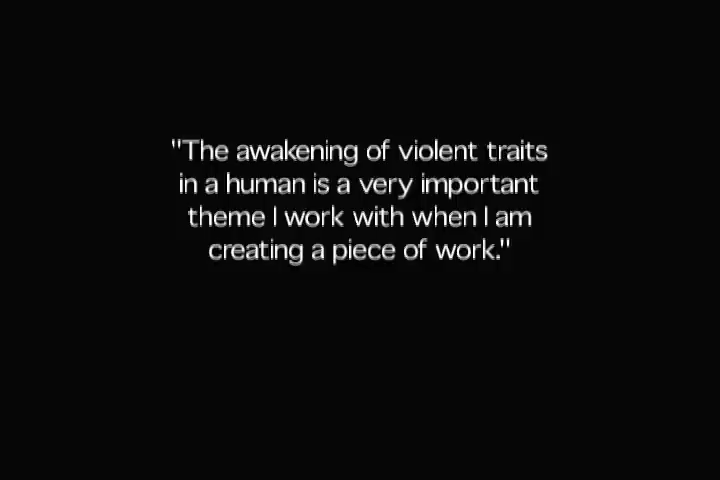 "The awakening of violent traits
in a human is a very important
theme I work with when I am
creating a piece of work."